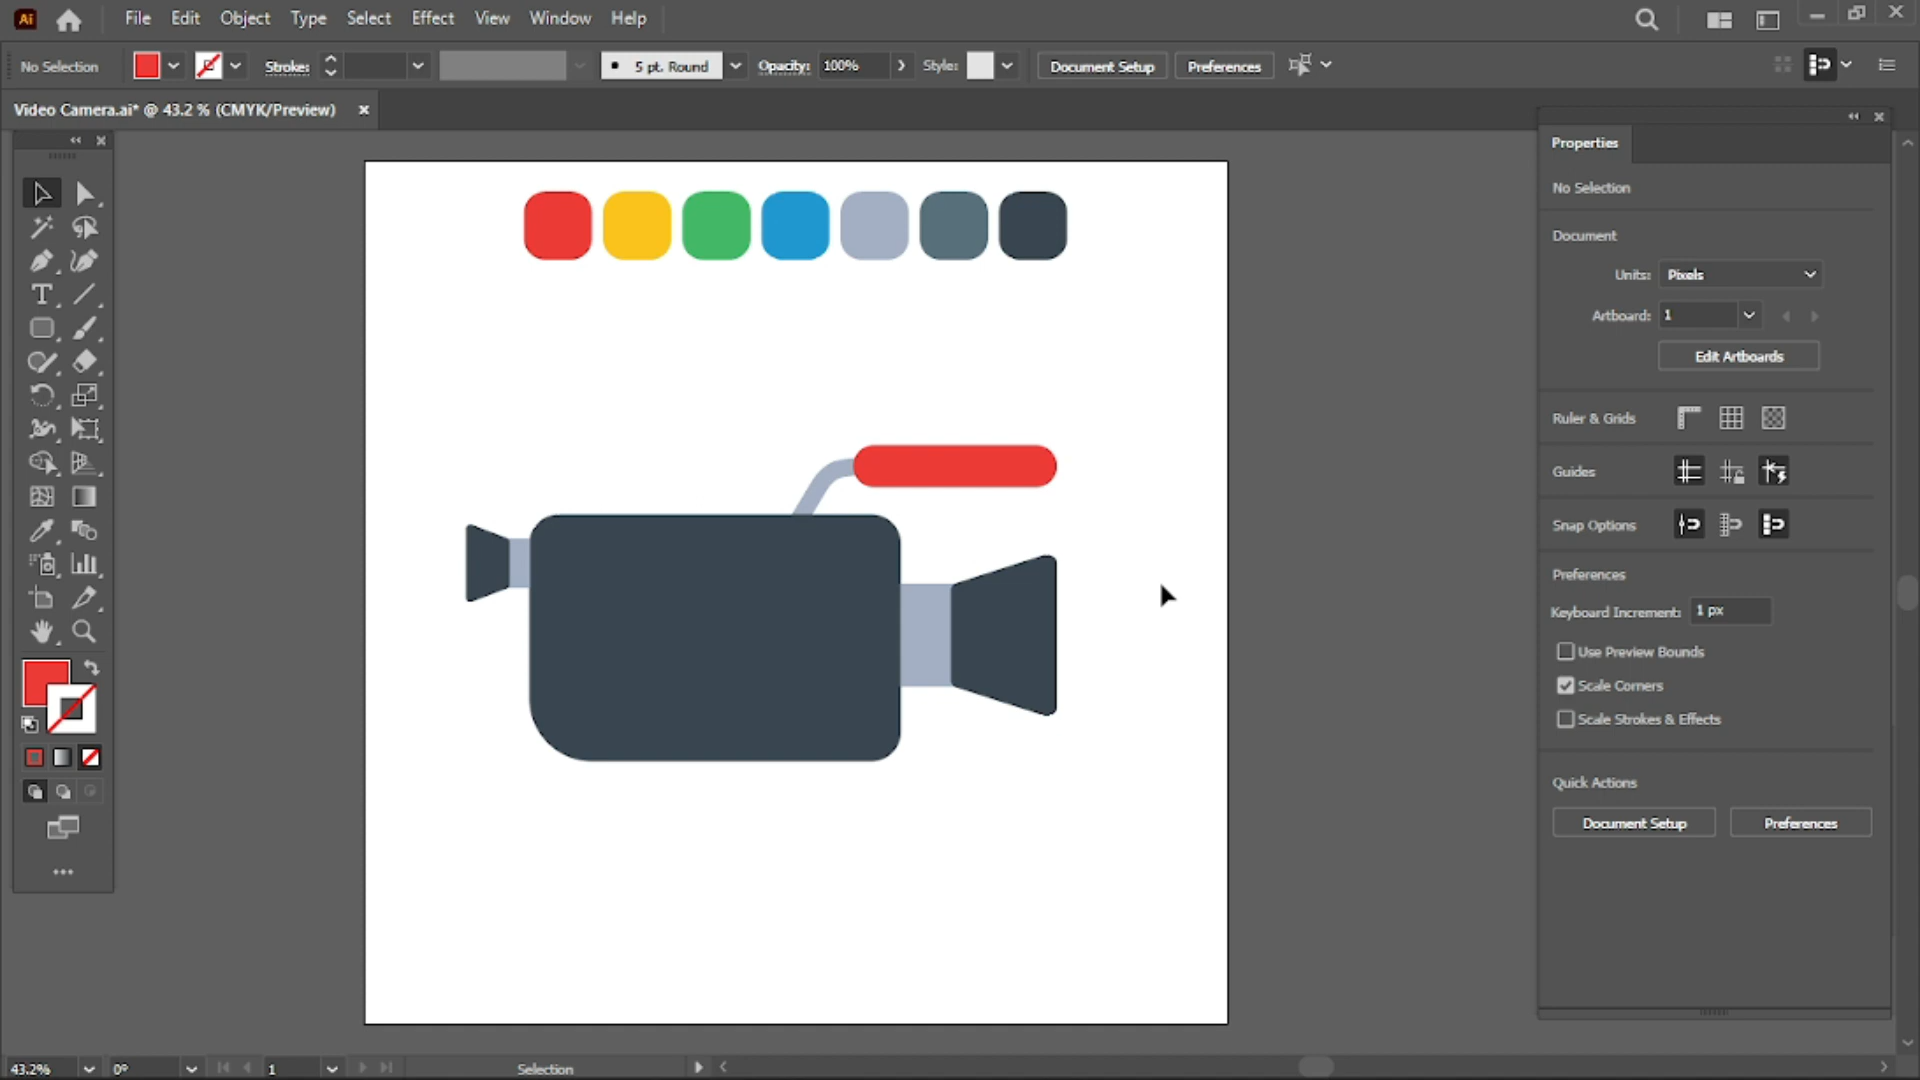 Ai File Edit Object Type Select Effect View Window Help
No Selection Stroke: 5 pt. Round Opacity: 100% Style: Document Setup Preferences
Video Camera.ai* @ 43.2 % (CMYK/Preview)
Properties
No Selection
Document
Units: Pixels
Artboard: 1
Edit Artboards
Ruler & Grids
Guides
Snap Options
Preferences
Keyboard Increment: 1 px
Use Preview Bounds
Scale Corners
Scale Strokes & Effects
Quick Actions
Document Setup Preferences
43.2% 0° 1 Selection